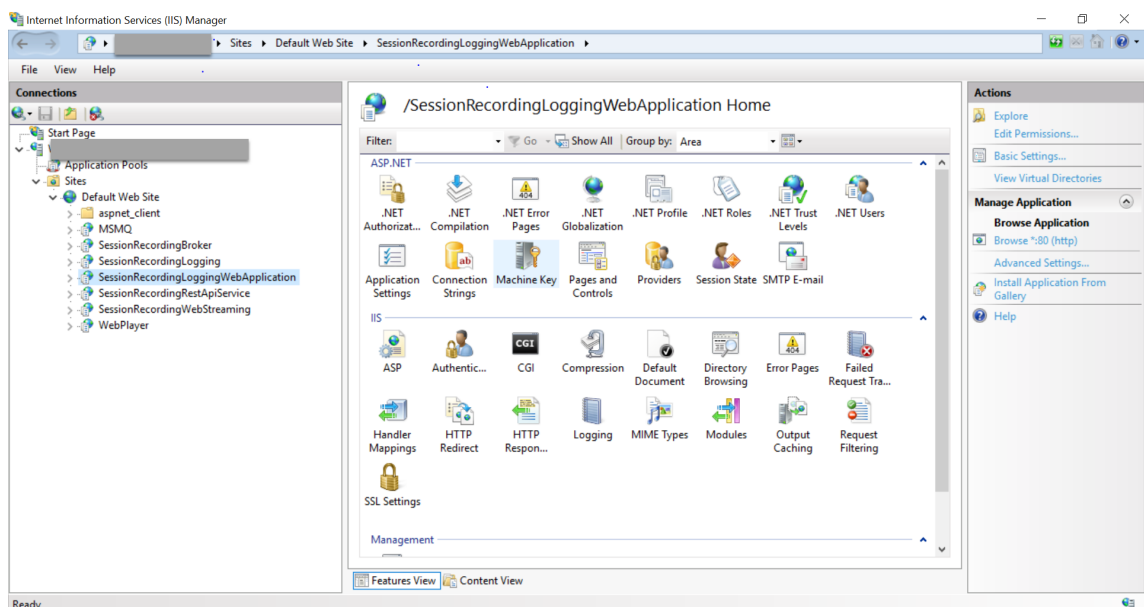 Internet Information Services (IIS) Manager
Sites Default Web Site SessionRecordingLoggingWebApplication
File View Help
Connections
Start Page
Application Pools
Sites
Default Web Site
aspnet_client
MSMQ
SessionRecordingBroker
SessionRecordingLogging
SessionRecordingLoggingWebApplication
SessionRecordingRestApiService
SessionRecordingWebStreaming
WebPlayer
/SessionRecordingLoggingWebApplication Home
Filter: Go Show All Group by: Area
ASP.NET
.NET Authorizat...
.NET Compilation
.NET Error Pages
.NET Globalization
.NET Profile
.NET Roles
.NET Trust Levels
.NET Users
Application Settings
Connection Strings
Machine Key
Pages and Controls
Providers
Session State
SMTP E-mail
IIS
ASP
Authentic...
CGI
Compression
Default Document
Directory Browsing
Error Pages
Failed Request Tra...
Handler Mappings
HTTP Redirect
HTTP Respon...
Logging
MIME Types
Modules
Output Caching
Request Filtering
SSL Settings
Management
Features View Content View
Actions
Explore
Edit Permissions...
Basic Settings...
View Virtual Directories
Manage Application
Browse Application
Browse *:80 (http)
Advanced Settings...
Install Application From
Gallery
Help
Ready